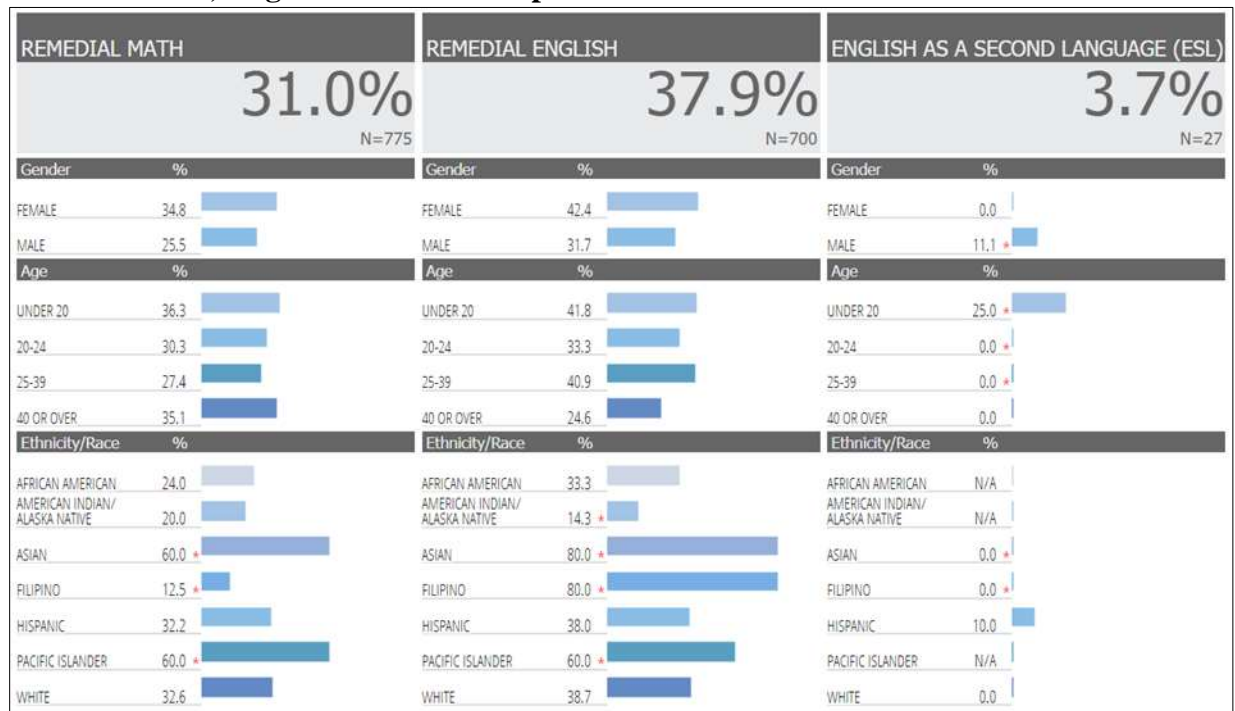 REMEDIAL MATH
31.0%
N=775
Gender %
FEMALE 34.8
MALE 25.5
Age %
UNDER 20 36.3
20-24 30.3
25-39 27.4
40 OR OVER 35.1
Ethnicity/Race %
AFRICAN AMERICAN 24.0
AMERICAN INDIAN/
ALASKA NATIVE 20.0
ASIAN 60.0 *
FILIPINO 12.5 *
HISPANIC 32.2
PACIFIC ISLANDER 60.0 *
WHITE 32.6
REMEDIAL ENGLISH
37.9%
N=700
Gender %
FEMALE 42.4
MALE 31.7
Age %
UNDER 20 41.8
20-24 33.3
25-39 40.9
40 OR OVER 24.6
Ethnicity/Race %
AFRICAN AMERICAN 33.3
AMERICAN INDIAN/
ALASKA NATIVE 14.3 *
ASIAN 80.0 *
FILIPINO 80.0 *
HISPANIC 38.0
PACIFIC ISLANDER 60.0 *
WHITE 38.7
ENGLISH AS A SECOND LANGUAGE (ESL)
3.7%
N=27
Gender %
FEMALE 0.0
MALE 11.1 *
Age %
UNDER 20 25.0 *
20-24 0.0 *
25-39 0.0 *
40 OR OVER 0.0
Ethnicity/Race %
AFRICAN AMERICAN N/A
AMERICAN INDIAN/
ALASKA NATIVE N/A
ASIAN 0.0 *
FILIPINO 0.0 *
HISPANIC 10.0
PACIFIC ISLANDER N/A
WHITE 0.0